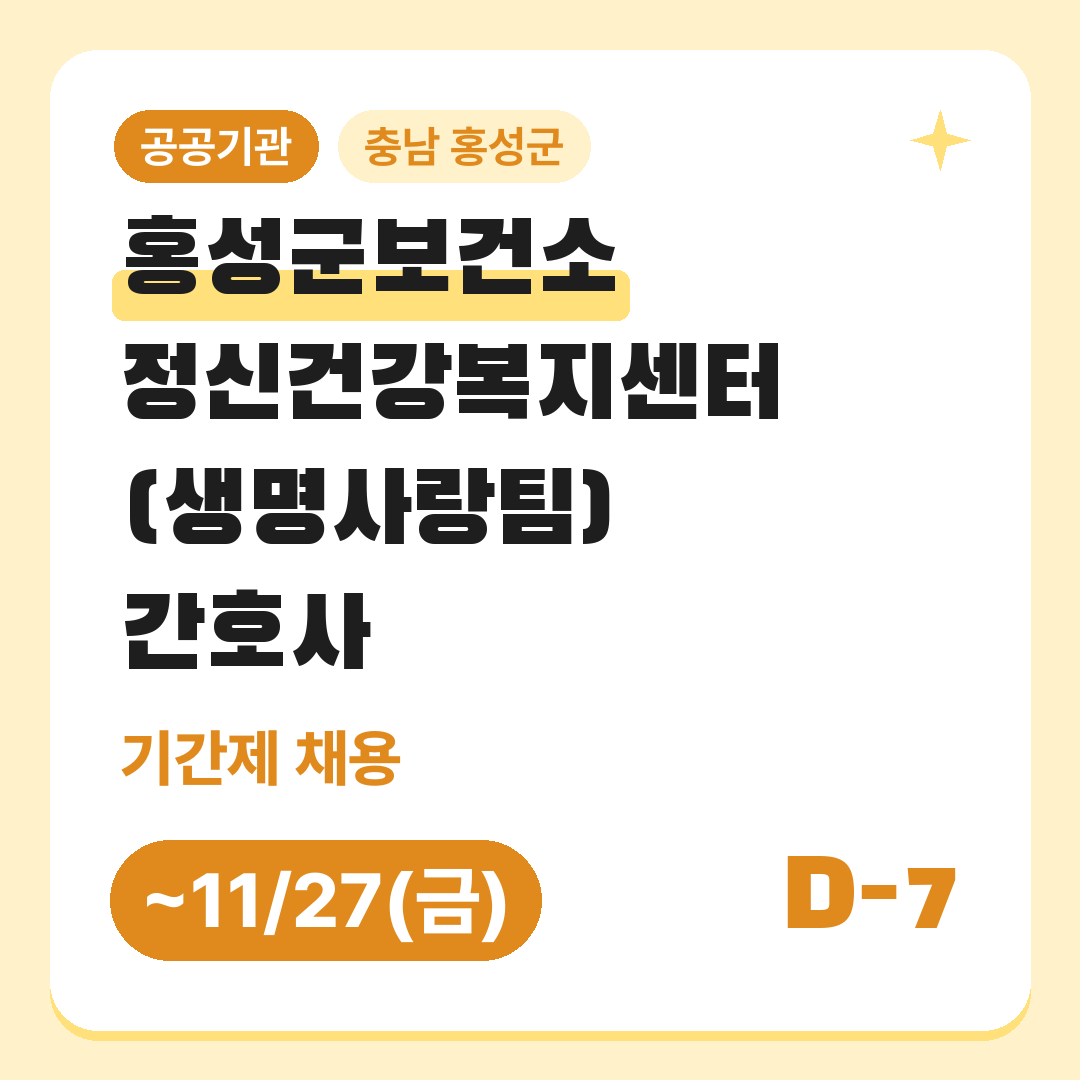 공공기관 충남 홍성군
홍성군보건소
정신건강복지센터
(생명사랑팀)
간호사
기간제 채용
~11/27(금) D-7